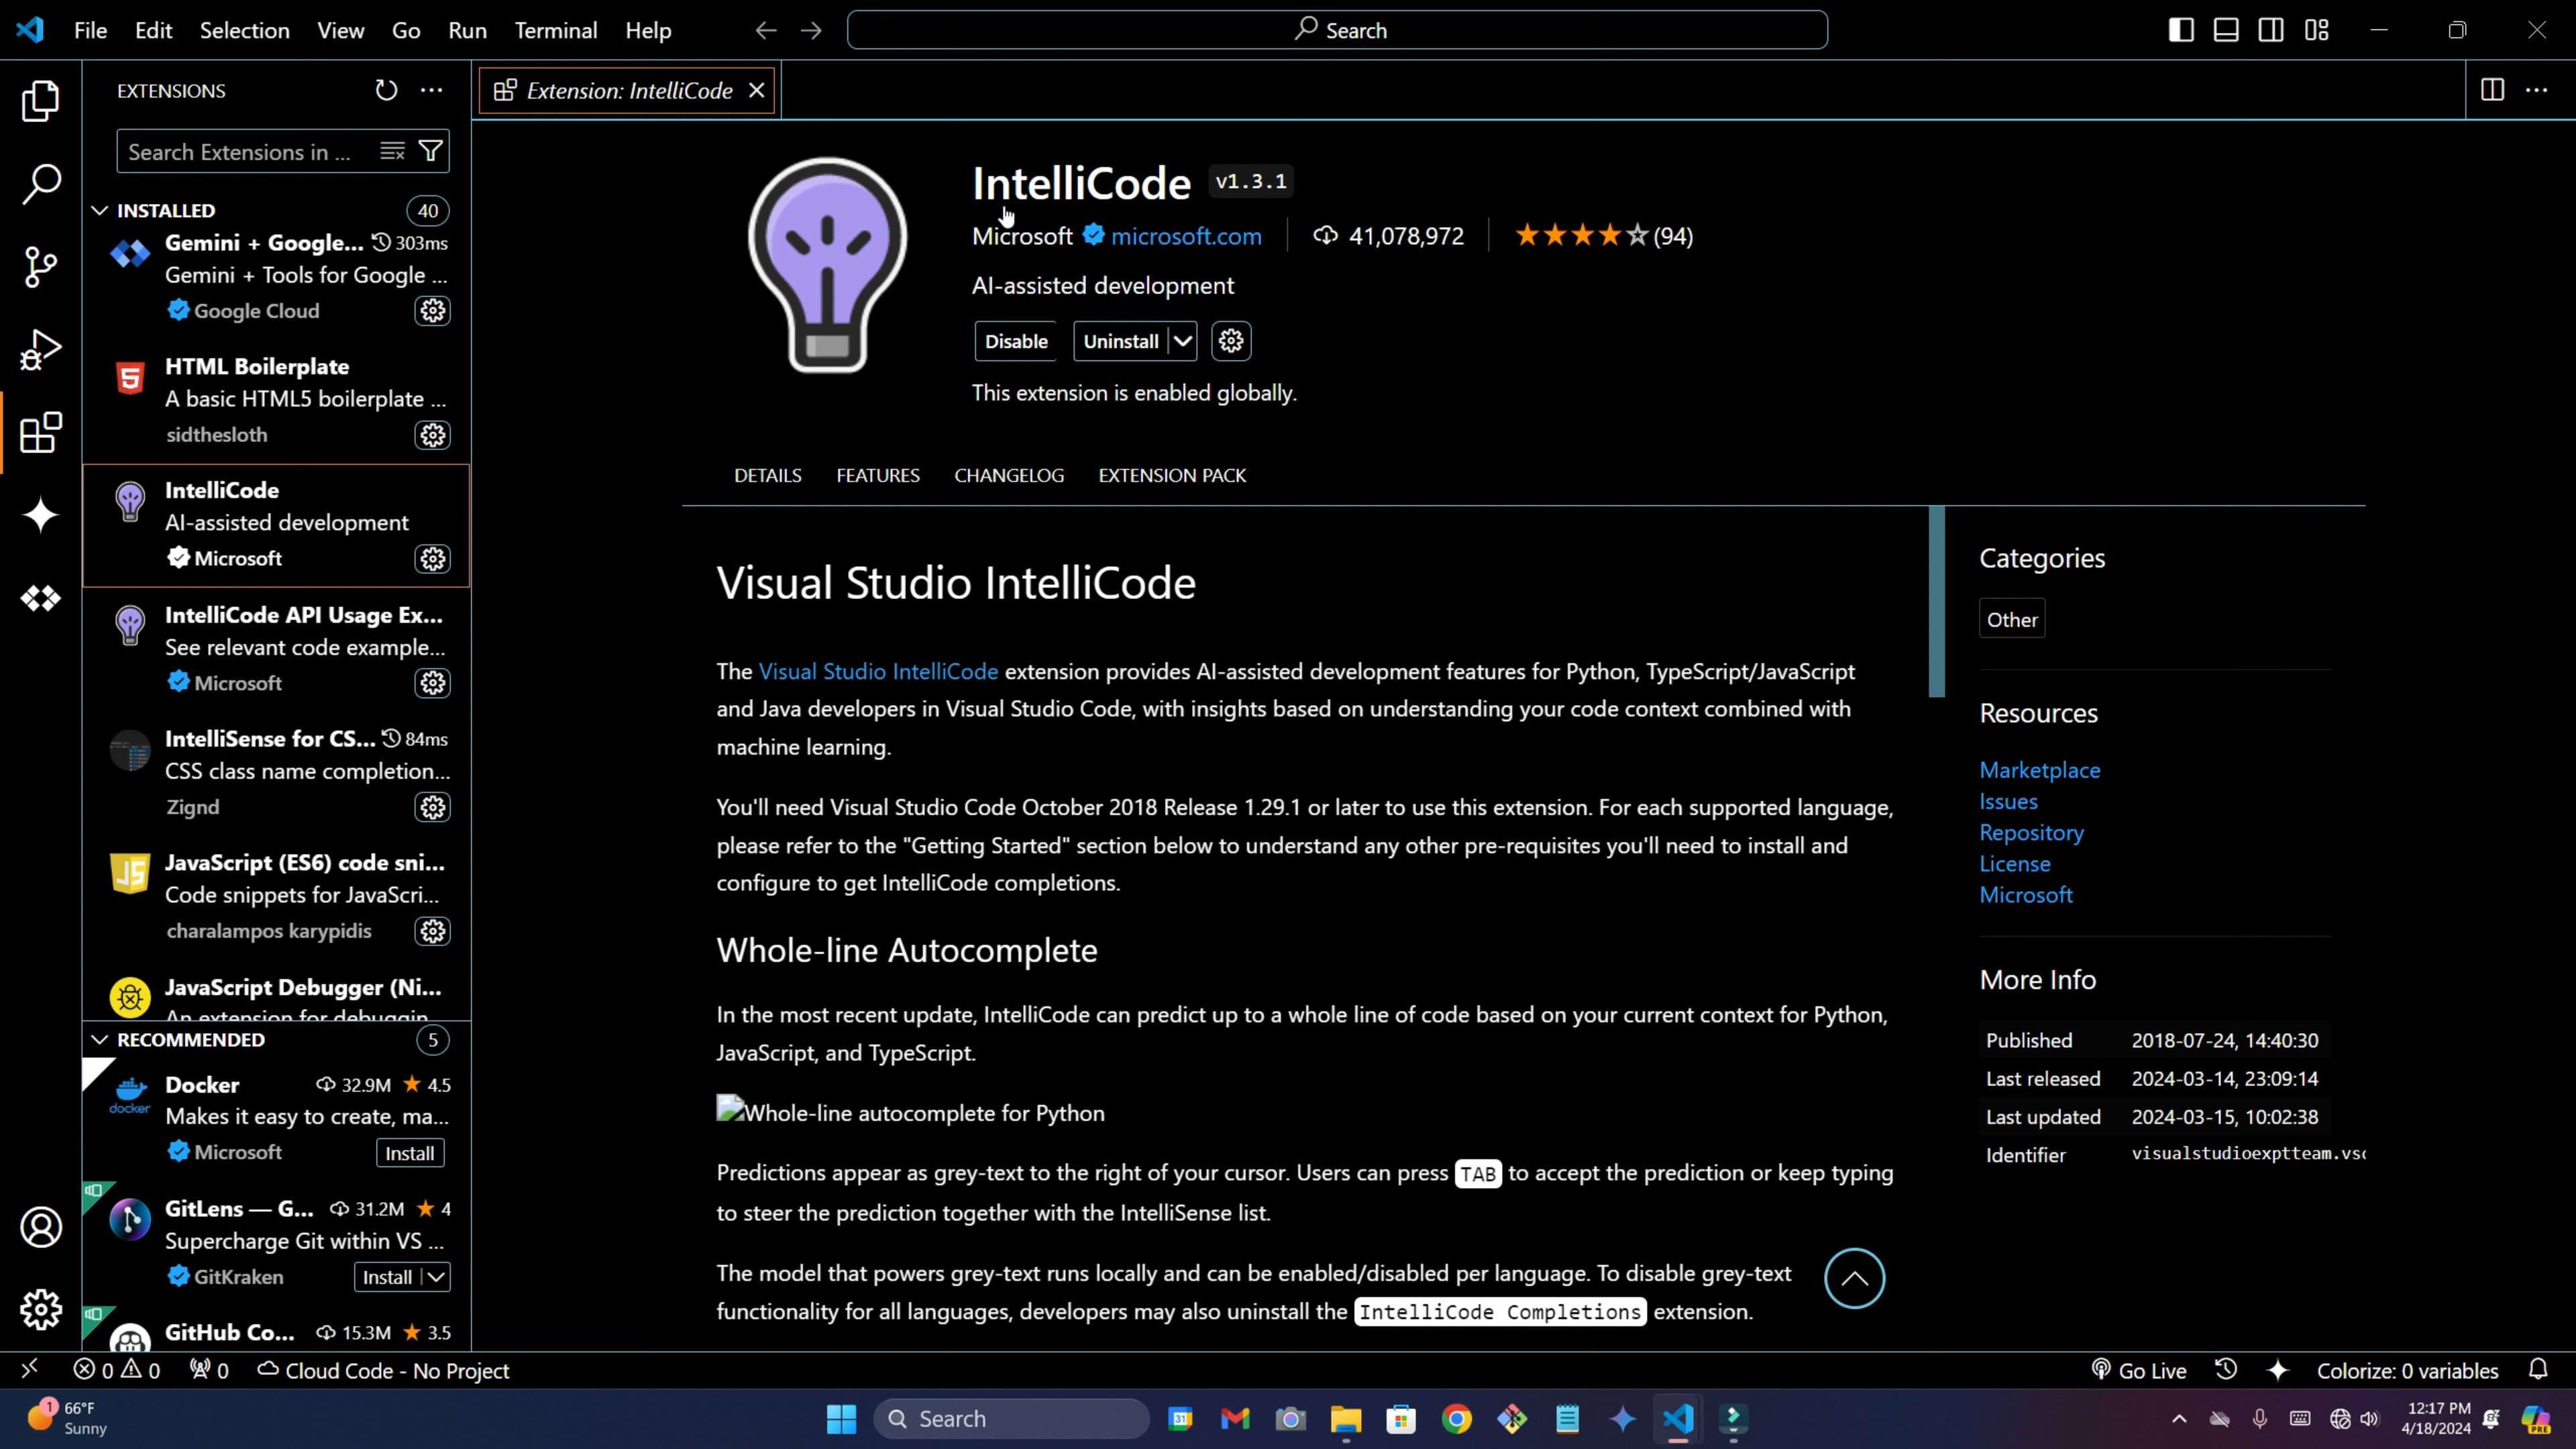 File Edit Selection View Go Run Terminal Help
Search
EXTENSIONS
Search Extensions in ...
INSTALLED 40
Gemini + Google... 303ms
Gemini + Tools for Google ...
Google Cloud
HTML Boilerplate
A basic HTML5 boilerplate ...
sidthesloth
IntelliCode
AI-assisted development
Microsoft
IntelliCode API Usage Ex...
See relevant code example...
Microsoft
IntelliSense for CS... 84ms
CSS class name completion...
Zignd
JavaScript (ES6) code sni...
Code snippets for JavaScri...
charalampos karypidis
JavaScript Debugger (Ni...
An extension for debuggin
RECOMMENDED 5
Docker 32.9M ★ 4.5
Makes it easy to create, ma...
Microsoft Install
GitLens — G... 31.2M ★ 4
Supercharge Git within VS ...
GitKraken Install
GitHub Co... 15.3M ★ 3.5
Extension: IntelliCode
IntelliCode v1.3.1
Microsoft microsoft.com 41,078,972 ★★★★☆ (94)
AI-assisted development
Disable Uninstall
This extension is enabled globally.
DETAILS FEATURES CHANGELOG EXTENSION PACK
Visual Studio IntelliCode
The Visual Studio IntelliCode extension provides AI-assisted development features for Python, TypeScript/JavaScript
and Java developers in Visual Studio Code, with insights based on understanding your code context combined with
machine learning.
You'll need Visual Studio Code October 2018 Release 1.29.1 or later to use this extension. For each supported language,
please refer to the "Getting Started" section below to understand any other pre-requisites you'll need to install and
configure to get IntelliCode completions.
Whole-line Autocomplete
In the most recent update, IntelliCode can predict up to a whole line of code based on your current context for Python,
JavaScript, and TypeScript.
Whole-line autocomplete for Python
Predictions appear as grey-text to the right of your cursor. Users can press TAB to accept the prediction or keep typing
to steer the prediction together with the IntelliSense list.
The model that powers grey-text runs locally and can be enabled/disabled per language. To disable grey-text
functionality for all languages, developers may also uninstall the IntelliCode Completions extension.
Categories
Other
Resources
Marketplace
Issues
Repository
License
Microsoft
More Info
Published 2018-07-24, 14:40:30
Last released 2024-03-14, 23:09:14
Last updated 2024-03-15, 10:02:38
Identifier visualstudioexptteam.vsc
0 0 0 Cloud Code - No Project
Go Live Colorize: 0 variables
1 66°F
Sunny
Search
31
12:17 PM
4/18/2024
PRE